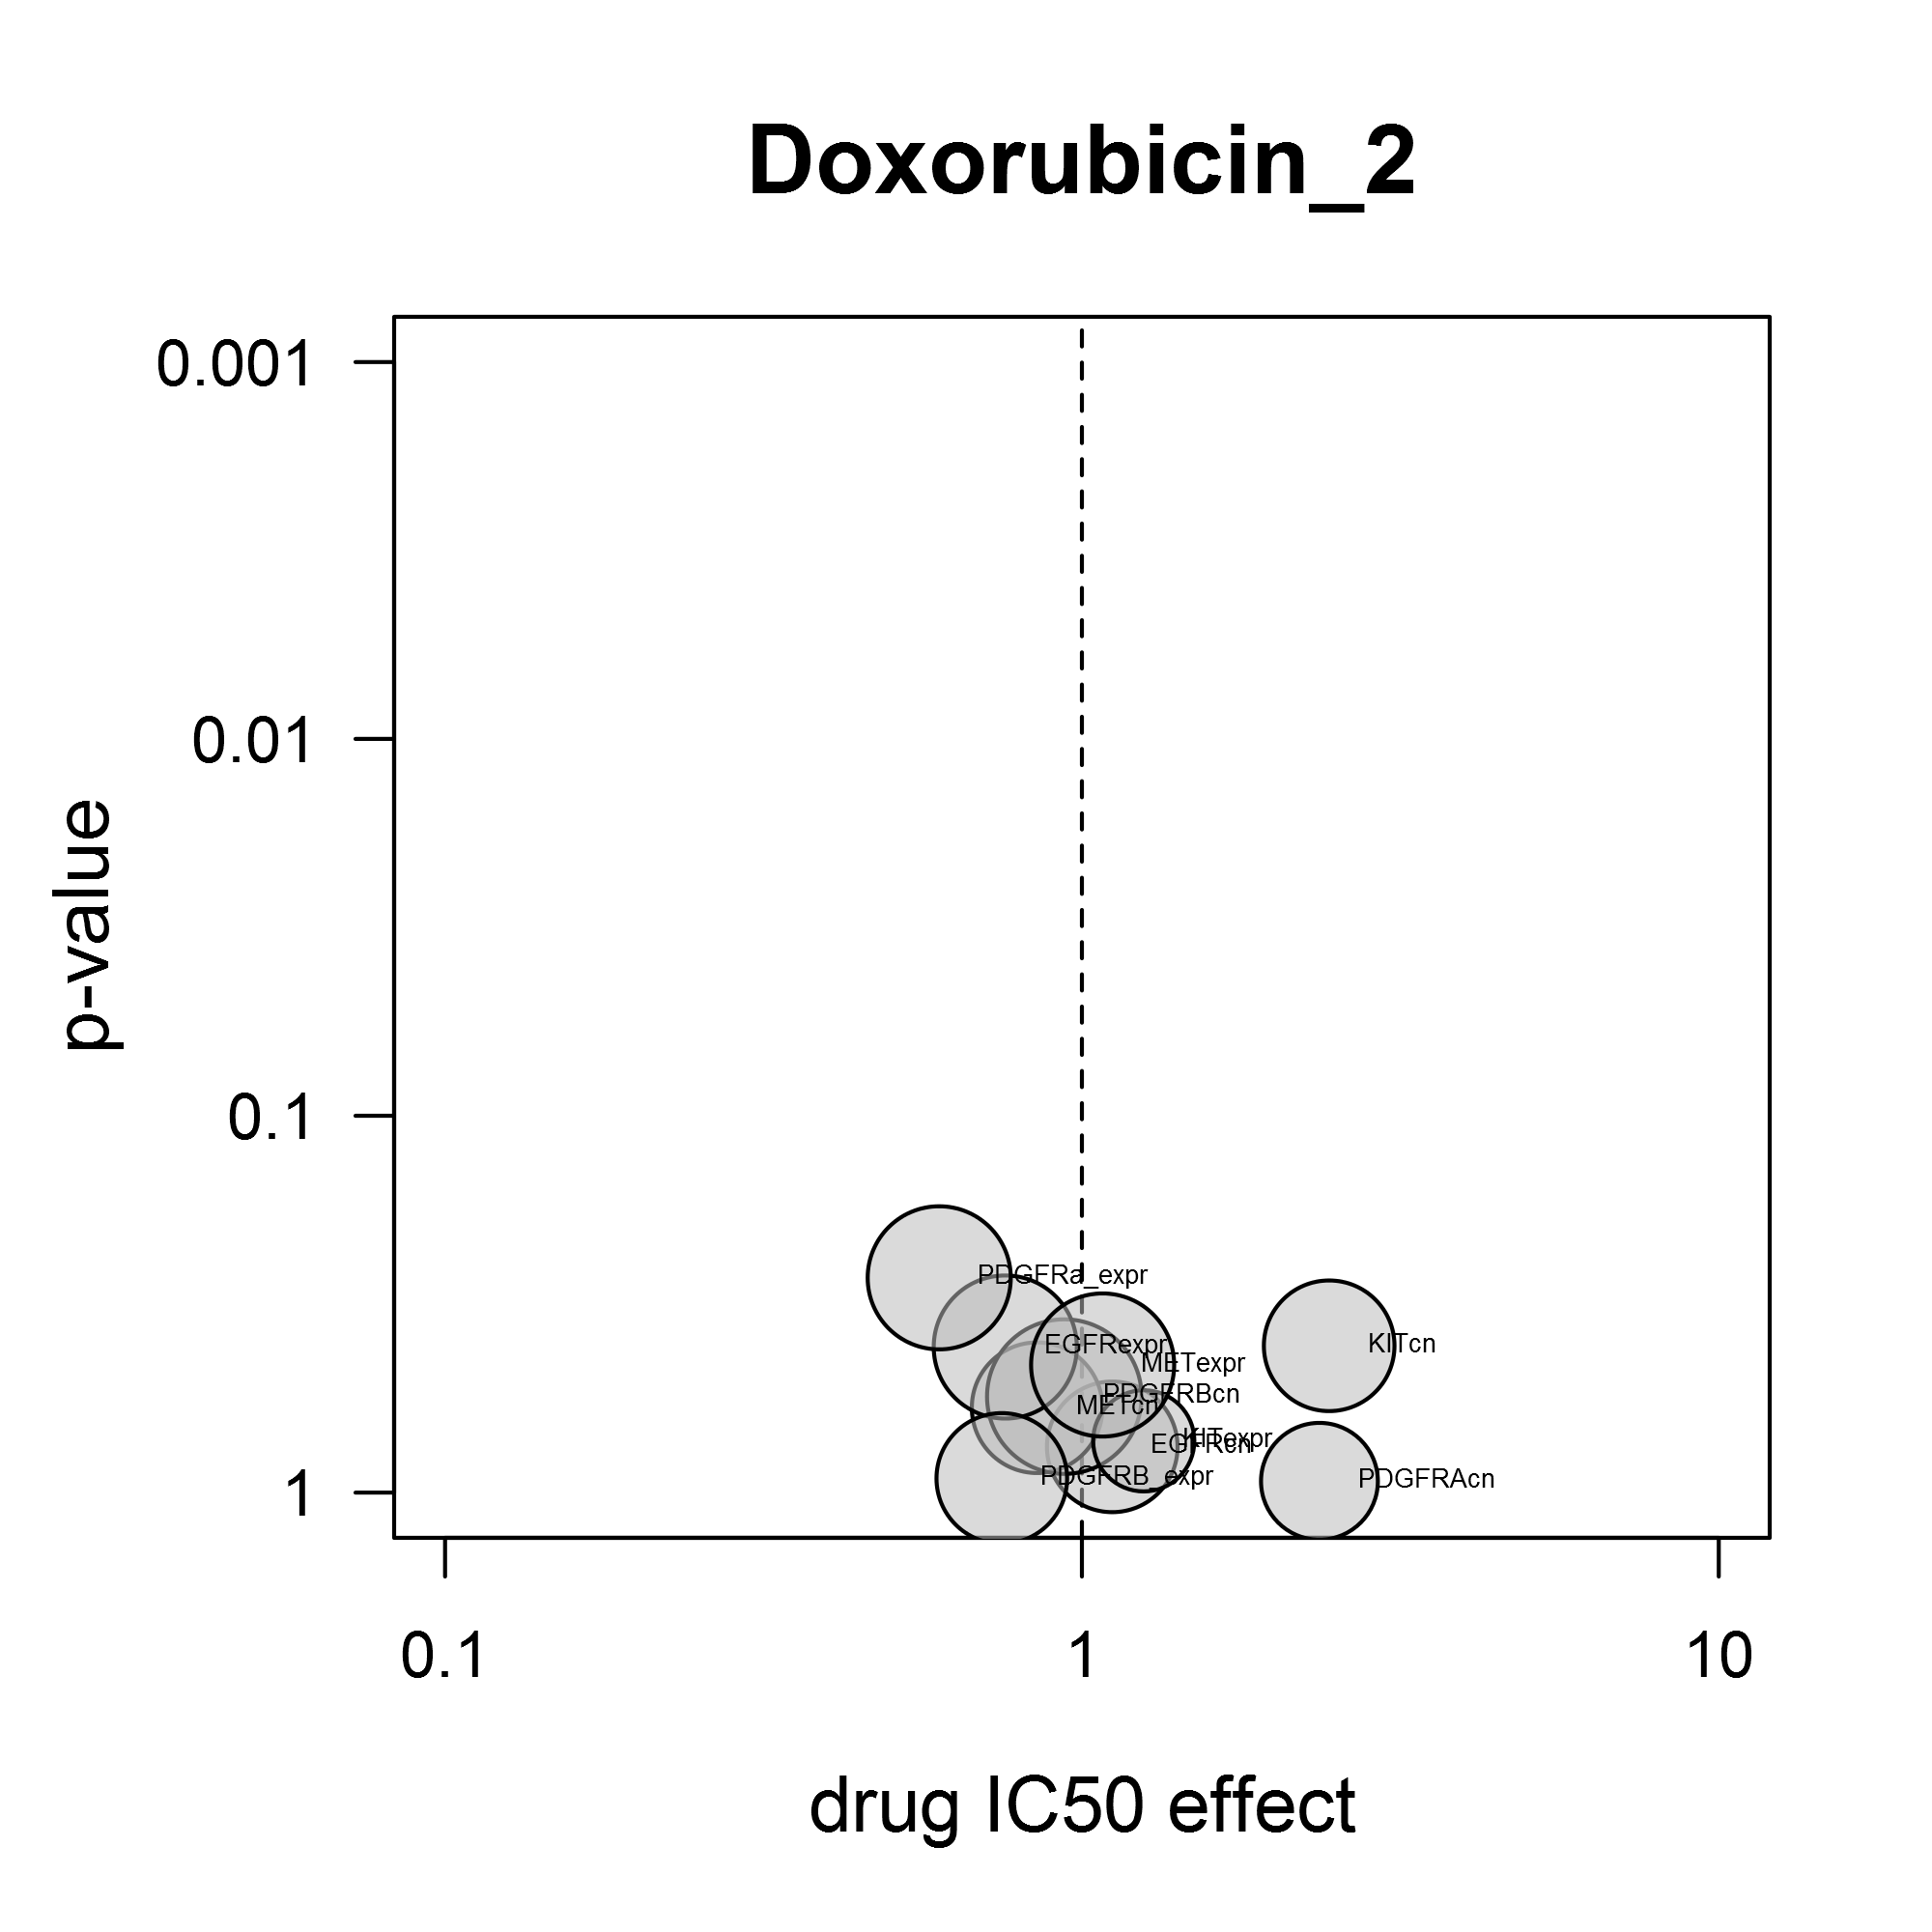 Doxorubicin_2
0.001
0.01
0.1
1
p-value
PDGFRa_expr
EGFRexpr
KITcn
METexpr
PDGFRBcn
METcn
KITexpr
EGFRcn
PDGFRB_expr
PDGFRAcn
0.1
1
10
drug IC50 effect